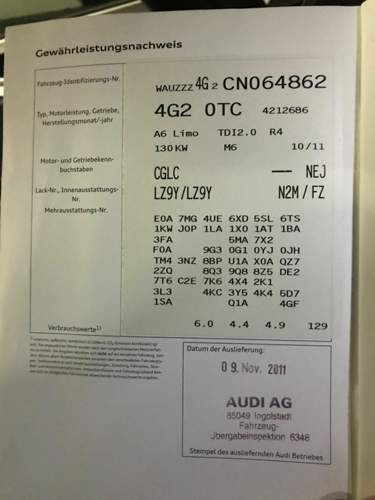 Gewährleistungsnachweis
Fahrzeug-Identifizierungs-Nr.
WAUZZZ 4G 2 CN064862
Typ, Motorleistung, Getriebe,
Herstellungsmonat/-jahr
4G2 0TC 4212686
A6 Limo TDI2.0 R4
130 KW M6 10/11
Motor- und Getriebekenn-
buchstaben
CGLC --- NEJ
Lack-Nr., Innenausstattungs-Nr.
LZ9Y/LZ9Y N2M / FZ
Mehrausstattungs-Nr.
E0A 7MG 4UE 6XD 5SL 6TS
1KW J0P 1LA 1X0 1AT 1BA
3FA 5MA 7X2
F0A 9G3 0G1 0YJ 0JH
TM4 3NZ 8BP U1A X0A QZ7
2ZQ 8Q3 9Q8 8Z5 DE2
7T6 C2E 7K6 4X4 2K1
3L3 4KC 3Y5 4K4 5D7
1SA Q1A 4GF
Verbrauchswerte1)
6.0 4.4 4.9 129
Datum der Auslieferung:
09. Nov. 2011
AUDI AG
85049 Ingolstadt
Fahrzeug-
Übergabeinspektion 6348
Stempel des ausliefernden Audi Betriebes